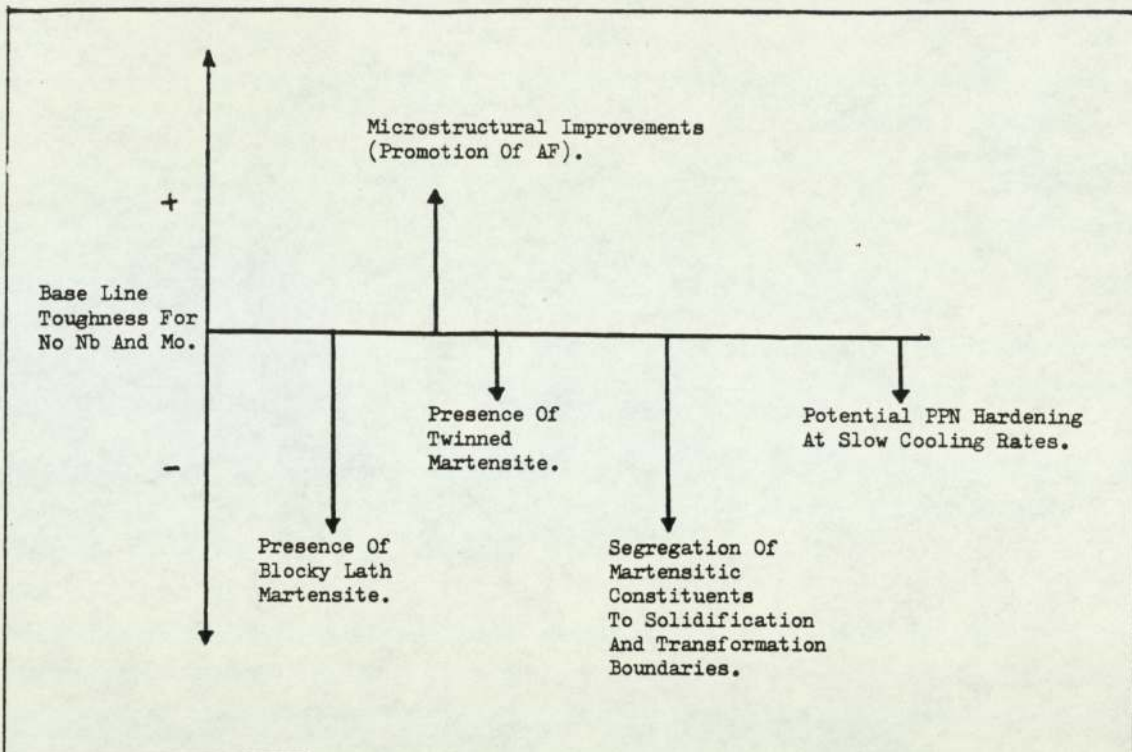 Microstructural Improvements
(Promotion Of AF).
+
Base Line
Toughness For
No Nb And Mo.
-
Presence Of
Twinned
Martensite.
Potential PPN Hardening
At Slow Cooling Rates.
Presence Of
Blocky Lath
Martensite.
Segregation Of
Martensitic
Constituents
To Solidification
And Transformation
Boundaries.